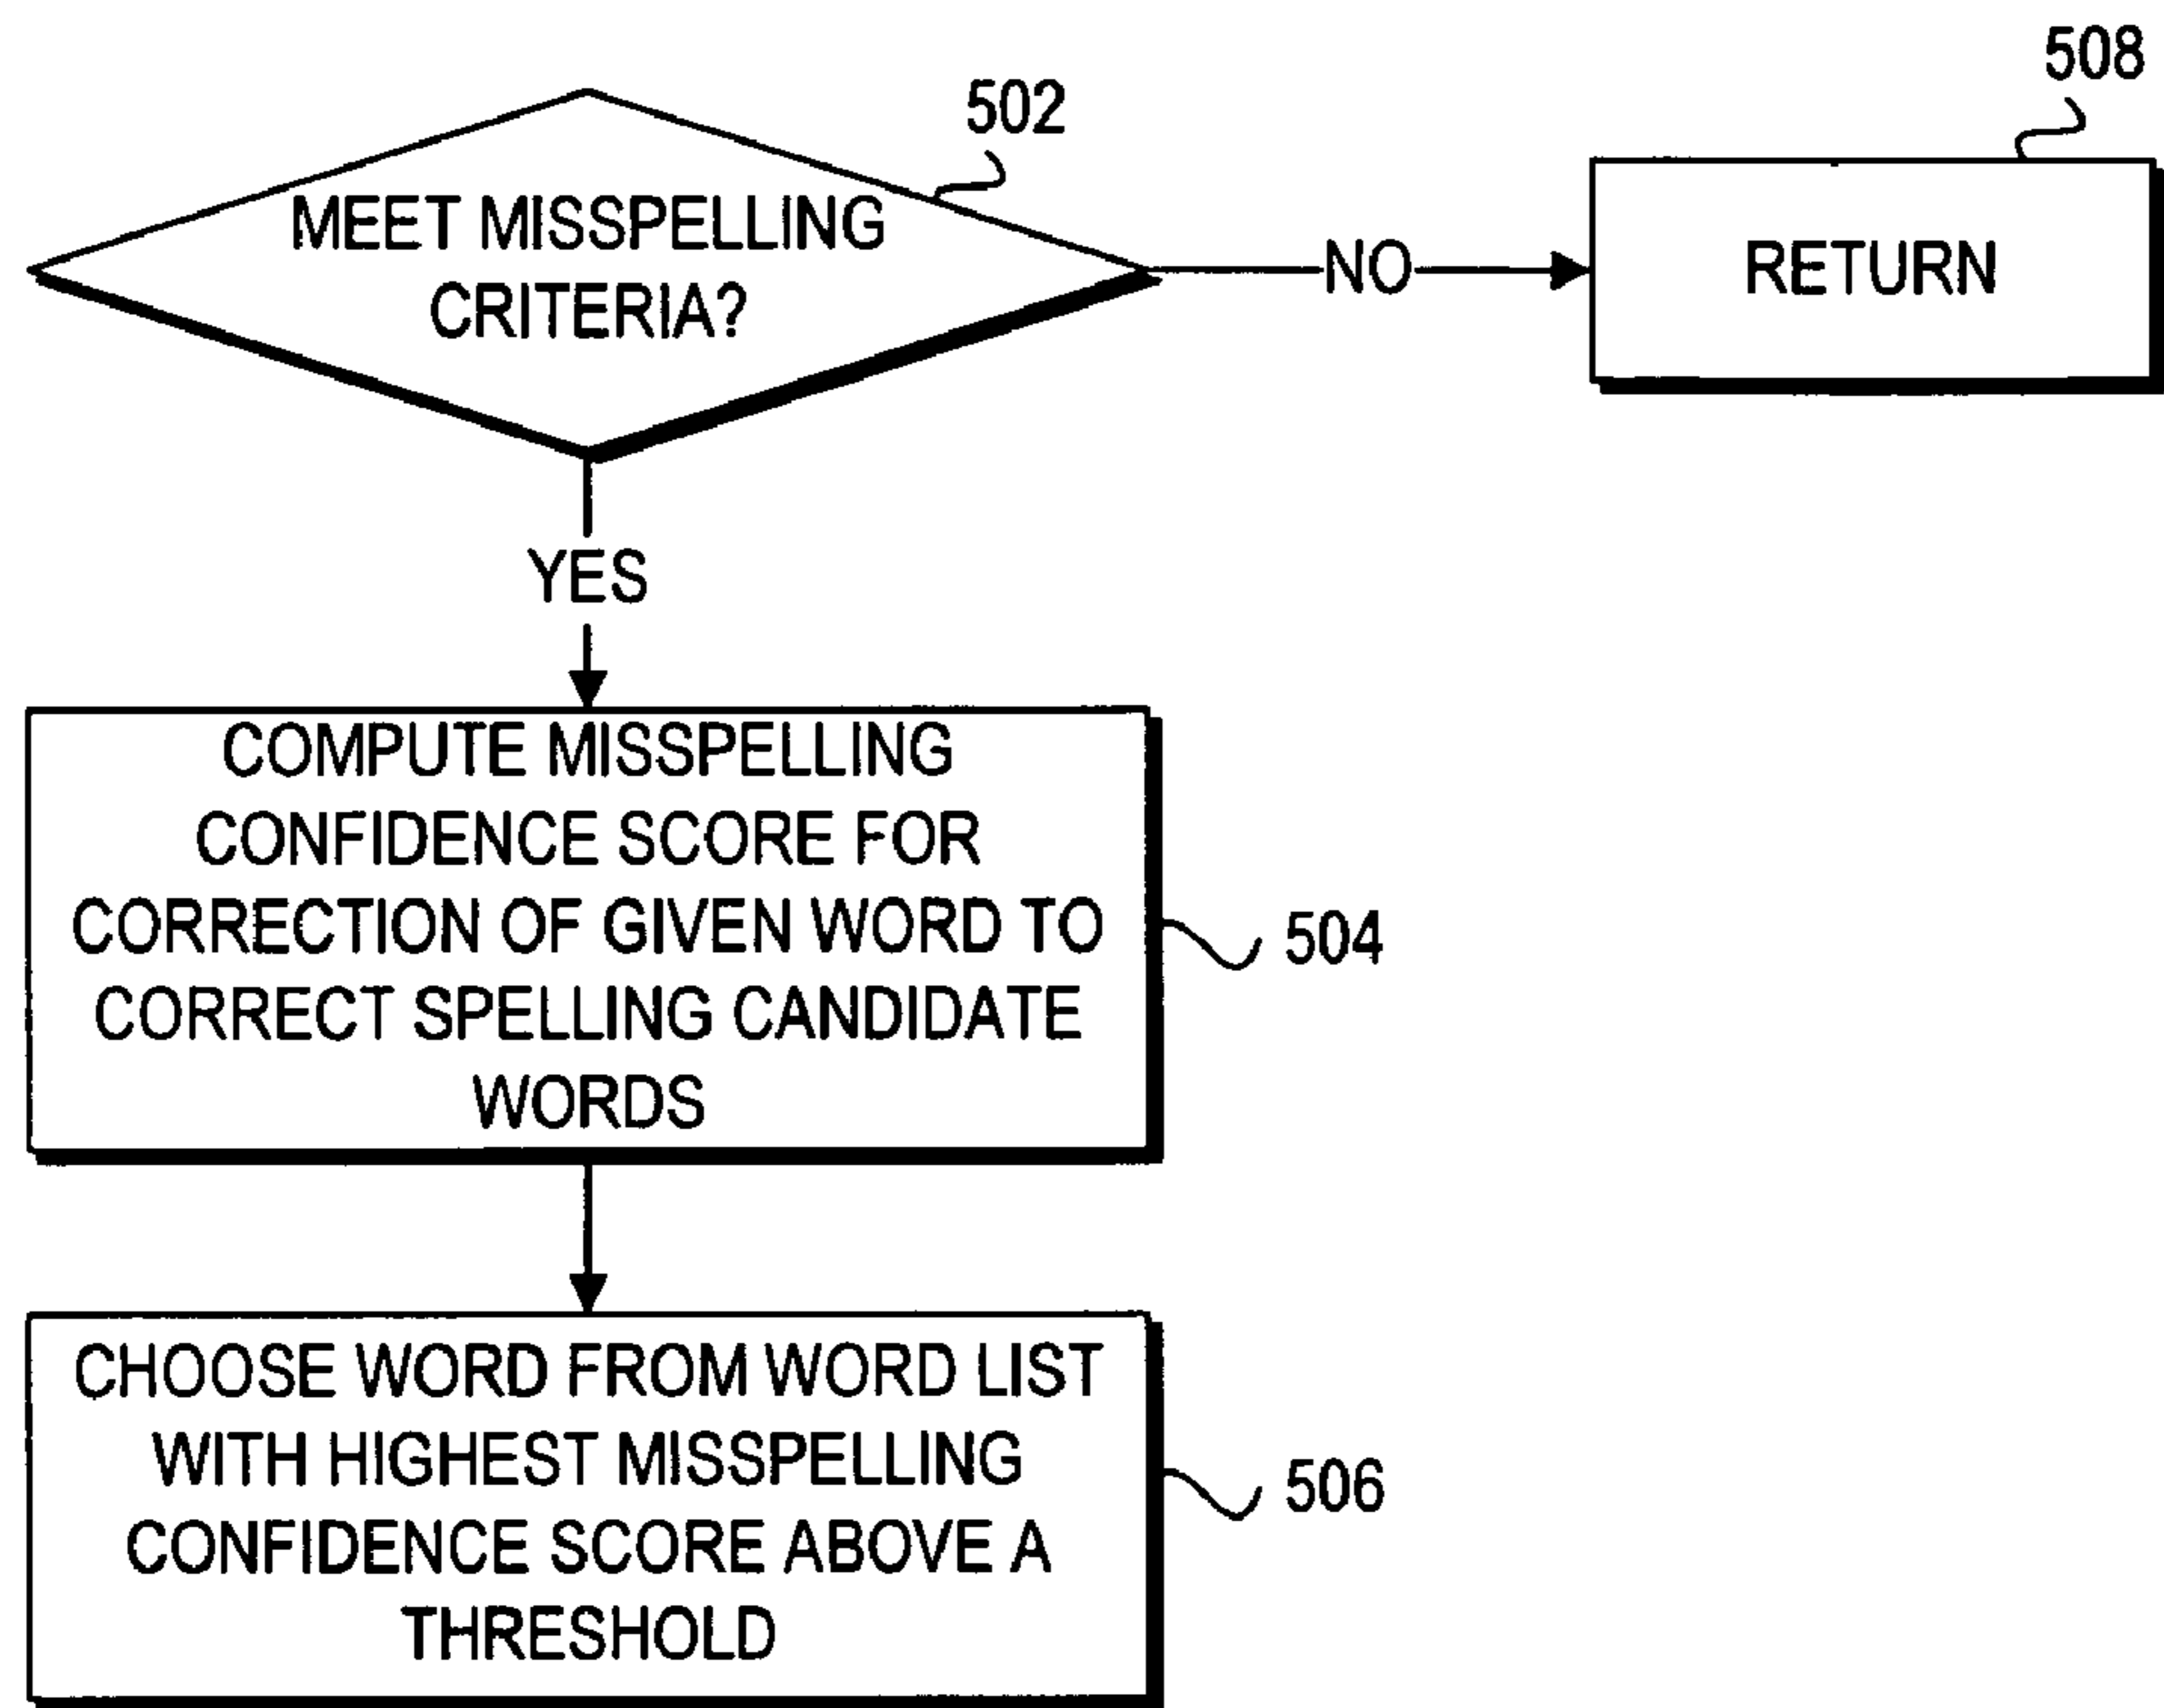 508
502
MEET MISSPELLING
CRITERIA?
NO
RETURN
YES
COMPUTE MISSPELLING
CONFIDENCE SCORE FOR
CORRECTION OF GIVEN WORD TO
CORRECT SPELLING CANDIDATE
WORDS
504
CHOOSE WORD FROM WORD LIST
WITH HIGHEST MISSPELLING
CONFIDENCE SCORE ABOVE A
THRESHOLD
506